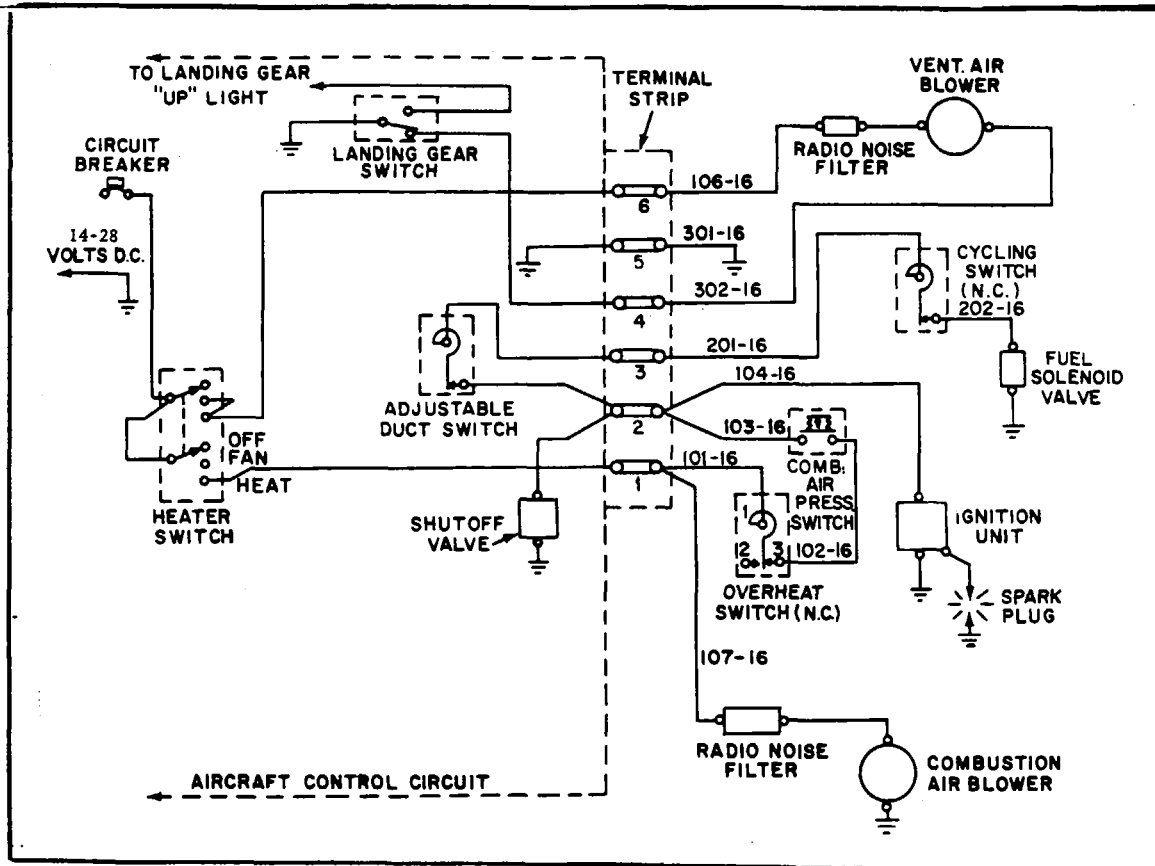 TO LANDING GEAR
"UP" LIGHT
LANDING GEAR
SWITCH
TERMINAL
STRIP
VENT. AIR
BLOWER
RADIO NOISE
FILTER
CIRCUIT
BREAKER
14-28
VOLTS D.C.
6
106-16
5
301-16
4
302-16
3
201-16
CYCLING
SWITCH
(N.C.)
202-16
FUEL
SOLENOID
VALVE
ADJUSTABLE
DUCT SWITCH
2
104-16
103-16
COMB.
AIR
PRESS.
SWITCH
OFF
FAN
HEAT
HEATER
SWITCH
1
101-16
SHUTOFF
VALVE
1
2
3
102-16
OVERHEAT
SWITCH (N.C.)
IGNITION
UNIT
SPARK
PLUG
107-16
RADIO NOISE
FILTER
COMBUSTION
AIR BLOWER
AIRCRAFT CONTROL CIRCUIT